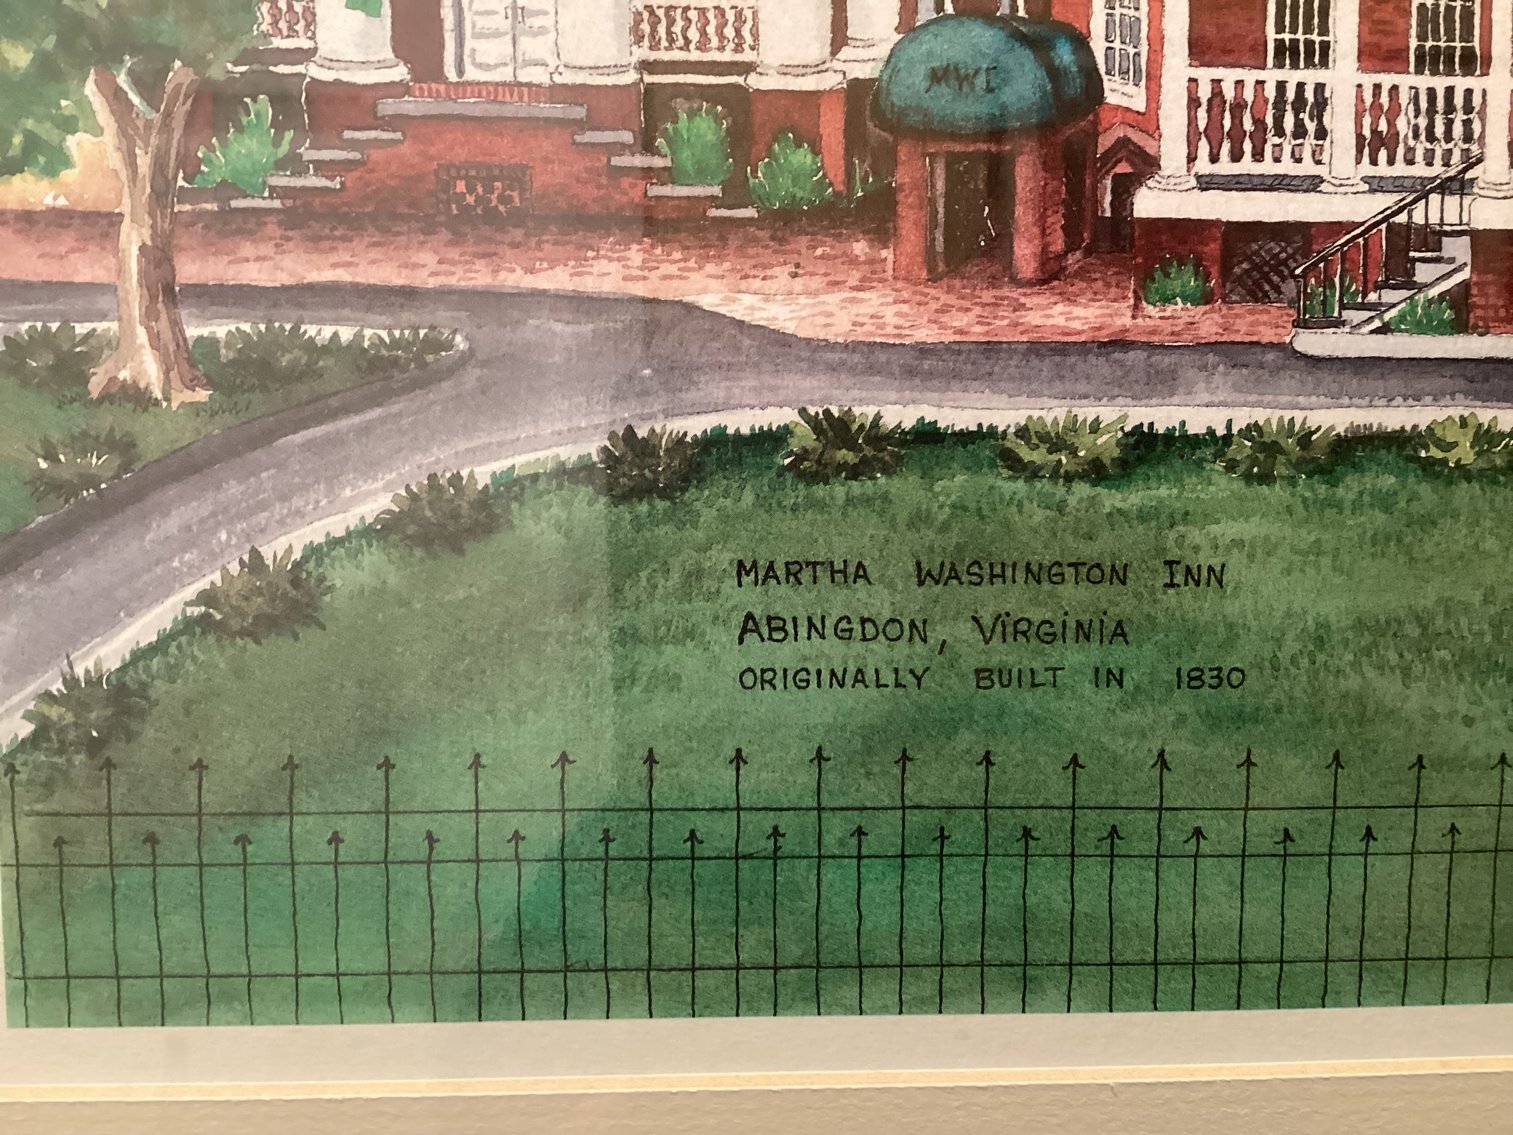 MWI
MARTHA WASHINGTON INN
ABINGDON, VIRGINIA
ORIGINALLY BUILT IN 1830